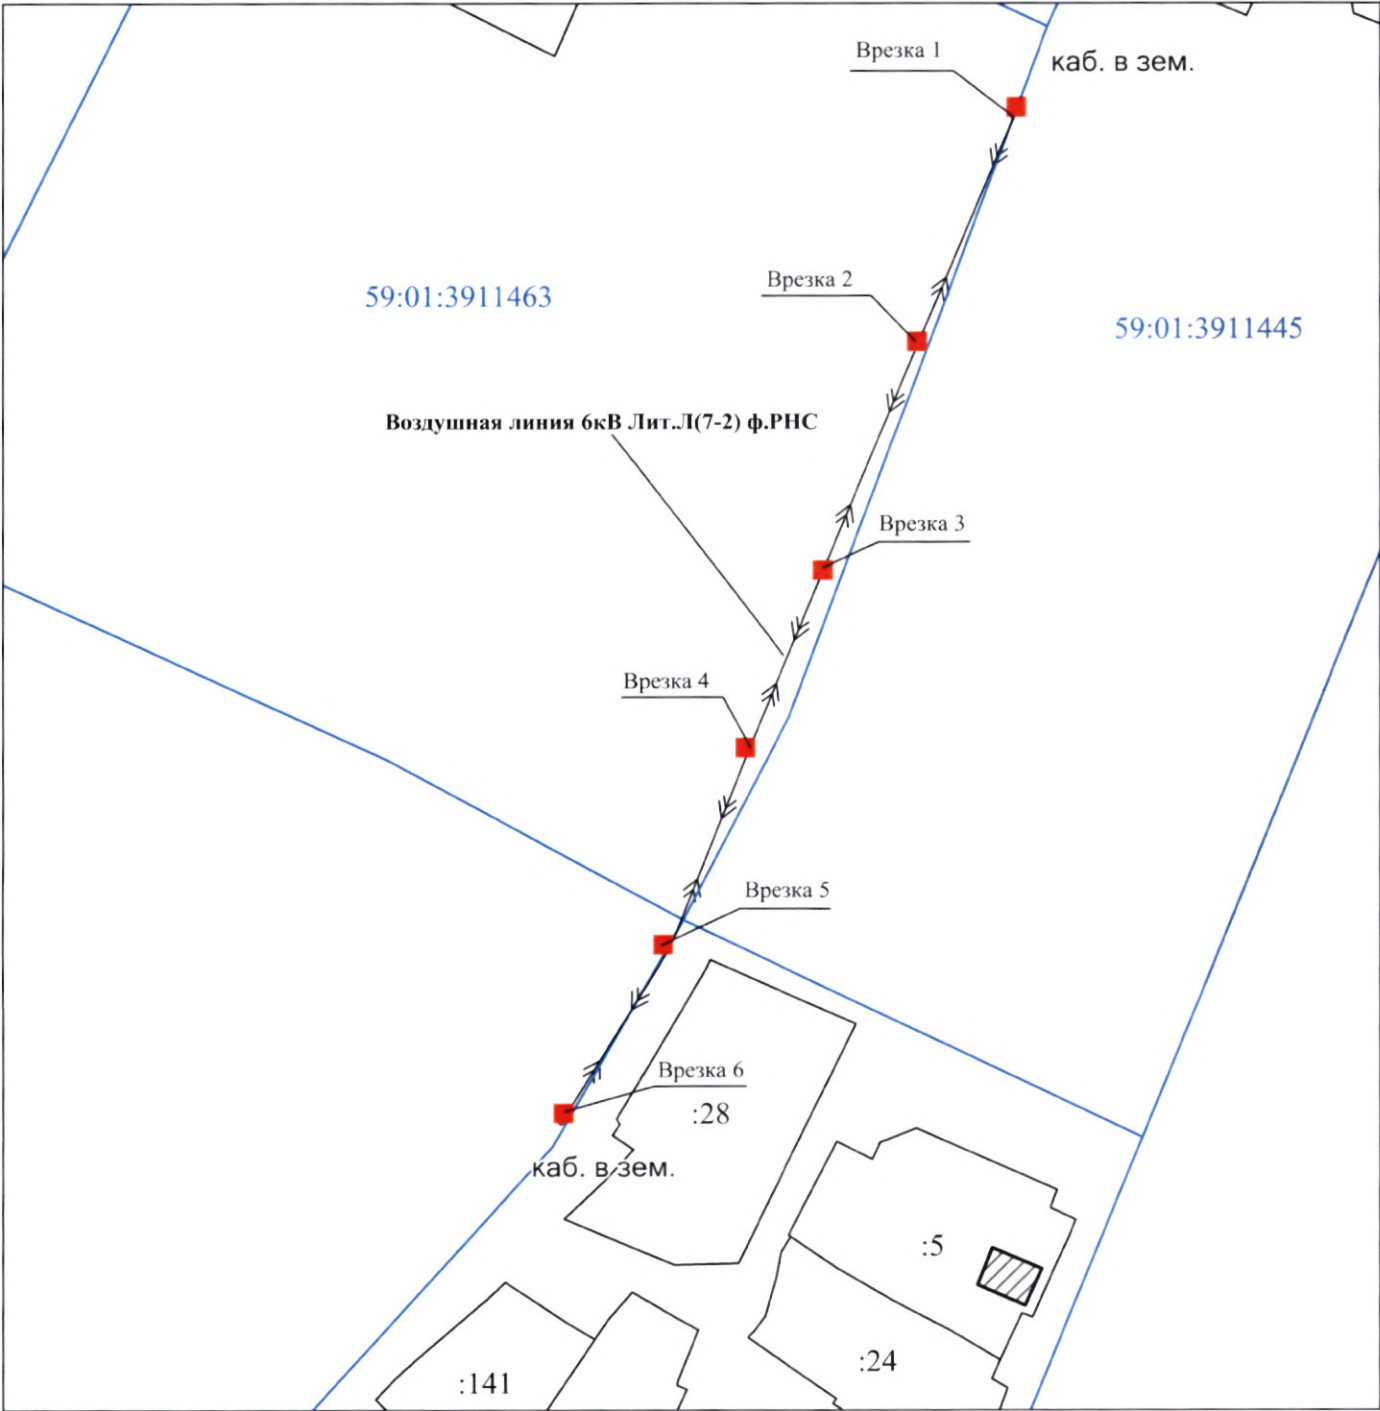 Врезка 1
каб. в зем.
Врезка 2
59:01:3911463
59:01:3911445
Воздушная линия 6кВ Лит.Л(7-2) ф.РНС
Врезка 3
Врезка 4
Врезка 5
Врезка 6
:28
каб. в зем.
:5
:24
:141